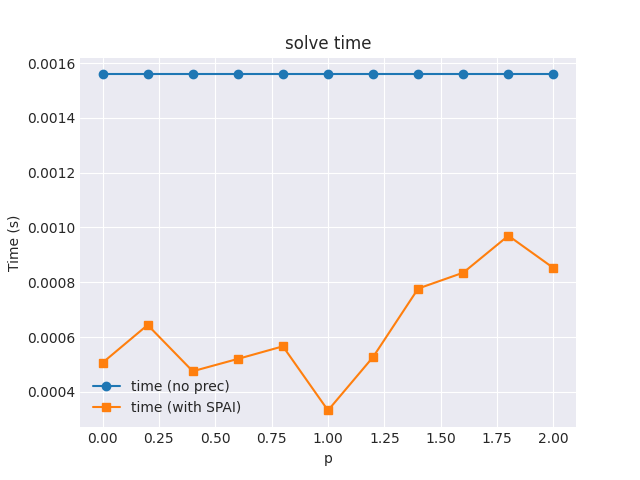 solve time
0.0016
0.0014
0.0012
0.0010
0.0008
0.0006
0.0004
Time (s)
time (no prec)
time (with SPAI)
0.00 0.25 0.50 0.75 1.00 1.25 1.50 1.75 2.00
p